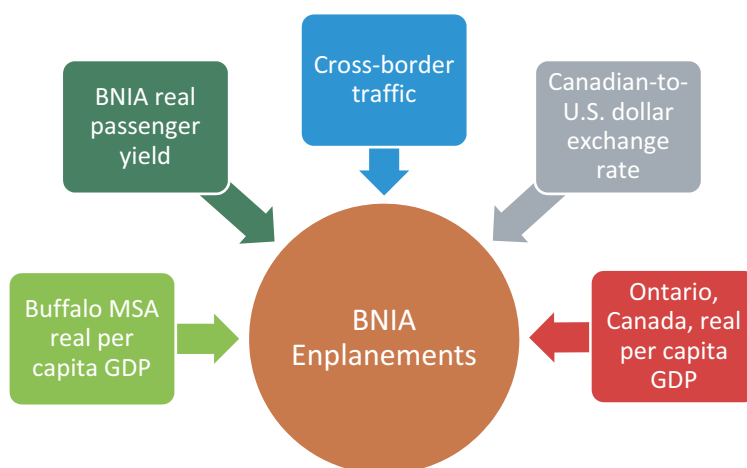 Cross-border
traffic
BNIA real
passenger
yield
Canadian-to-
U.S. dollar
exchange
rate
Buffalo MSA
real per
capita GDP
BNIA
Enplanements
Ontario,
Canada, real
per capita
GDP